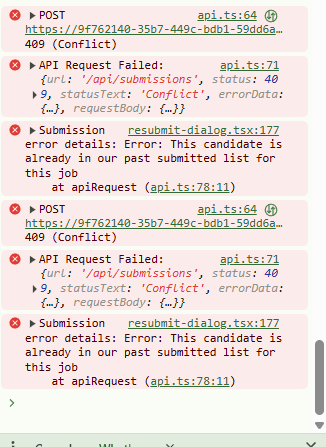 POST api.ts:64
https://9f762140-35b7-449c-bdb1-59dd6a…
409 (Conflict)
API Request Failed: api.ts:71
{url: '/api/submissions', status: 40
9, statusText: 'Conflict', errorData:
{…}, requestBody: {…}}
Submission resubmit-dialog.tsx:177
error details: Error: This candidate
is already in our past submitted list for
this job
at apiRequest (api.ts:78:11)
POST api.ts:64
https://9f762140-35b7-449c-bdb1-59dd6a…
409 (Conflict)
API Request Failed: api.ts:71
{url: '/api/submissions', status: 40
9, statusText: 'Conflict', errorData:
{…}, requestBody: {…}}
Submission resubmit-dialog.tsx:177
error details: Error: This candidate
is already in our past submitted list for
this job
at apiRequest (api.ts:78:11)